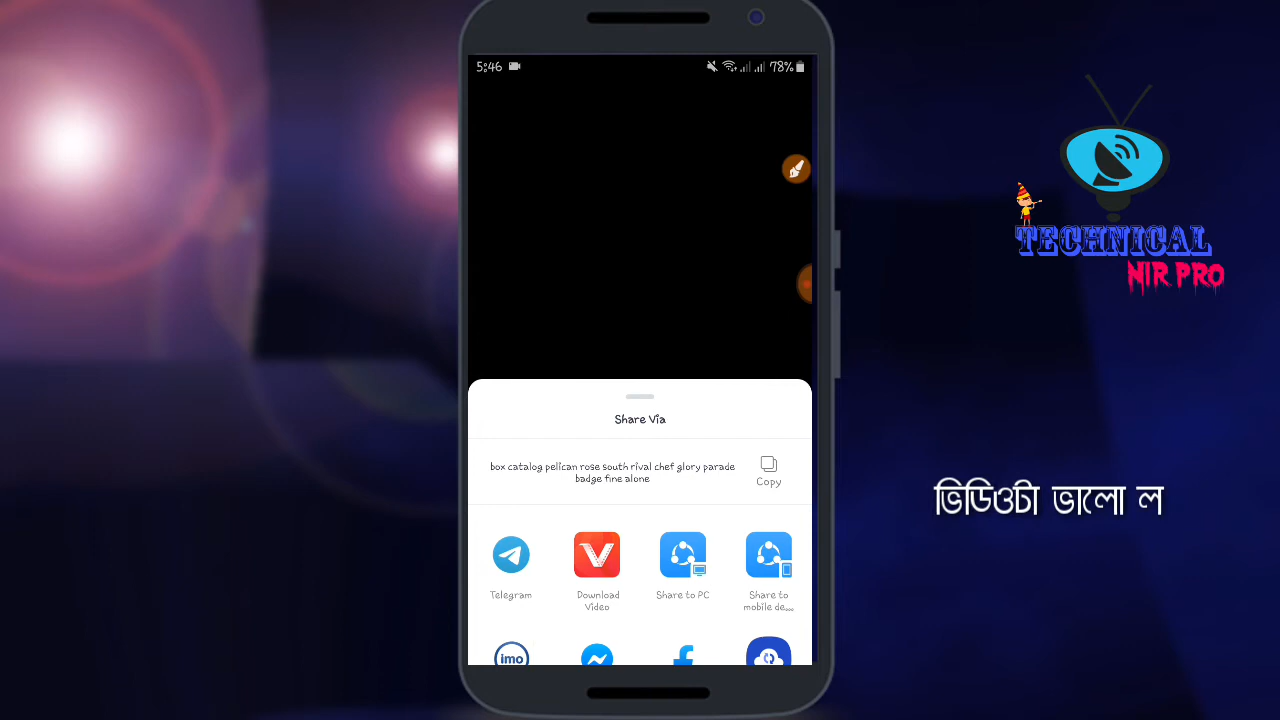 5:46
78%
TECHNICAL
NIR PRO
Share Via
box catalog pelican rose south rival chef glory parade
badge fine alone
Copy
ভিডিওটা ভালো ল
Telegram
Download
Video
Share to PC
Share to
mobile de...
imo